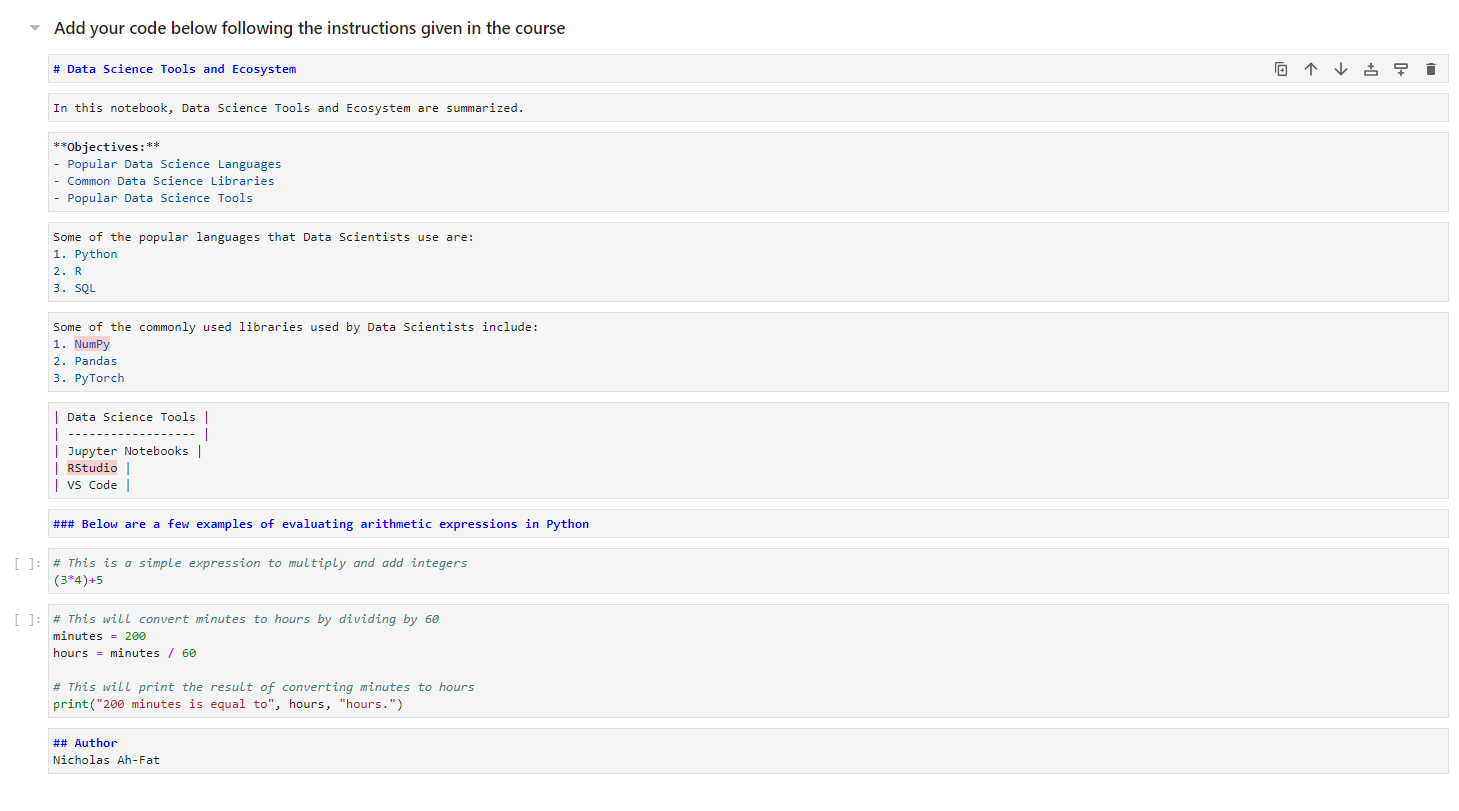 Add your code below following the instructions given in the course
# Data Science Tools and Ecosystem
In this notebook, Data Science Tools and Ecosystem are summarized.
**Objectives:**
- Popular Data Science Languages
- Common Data Science Libraries
- Popular Data Science Tools
Some of the popular languages that Data Scientists use are:
1. Python
2. R
3. SQL
Some of the commonly used libraries used by Data Scientists include:
1. NumPy
2. Pandas
3. PyTorch
| Data Science Tools |
| ------------------ |
| Jupyter Notebooks |
| RStudio |
| VS Code |
### Below are a few examples of evaluating arithmetic expressions in Python
[ ]: # This is a simple expression to multiply and add integers
(3*4)+5
[ ]: # This will convert minutes to hours by dividing by 60
minutes = 200
hours = minutes / 60
# This will print the result of converting minutes to hours
print("200 minutes is equal to", hours, "hours.")
## Author
Nicholas Ah-Fat